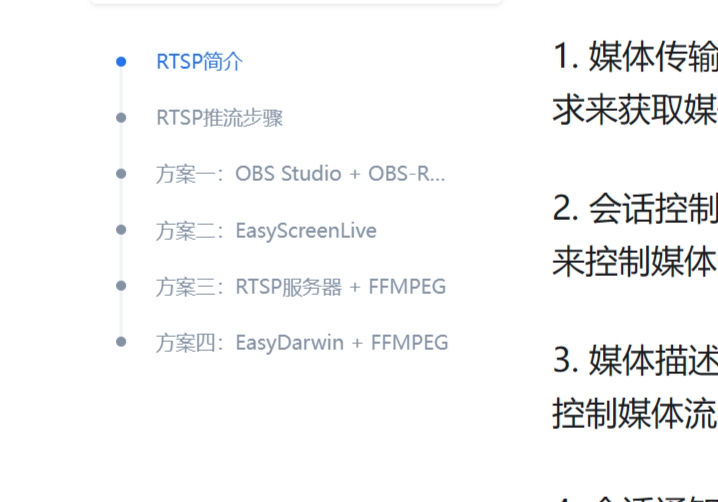 RTSP简介
RTSP推流步骤
方案一：OBS Studio + OBS-R...
方案二：EasyScreenLive
方案三：RTSP服务器 + FFMPEG
方案四：EasyDarwin + FFMPEG
1. 媒体传输
求来获取媒
2. 会话控制
来控制媒体
3. 媒体描述
控制媒体流